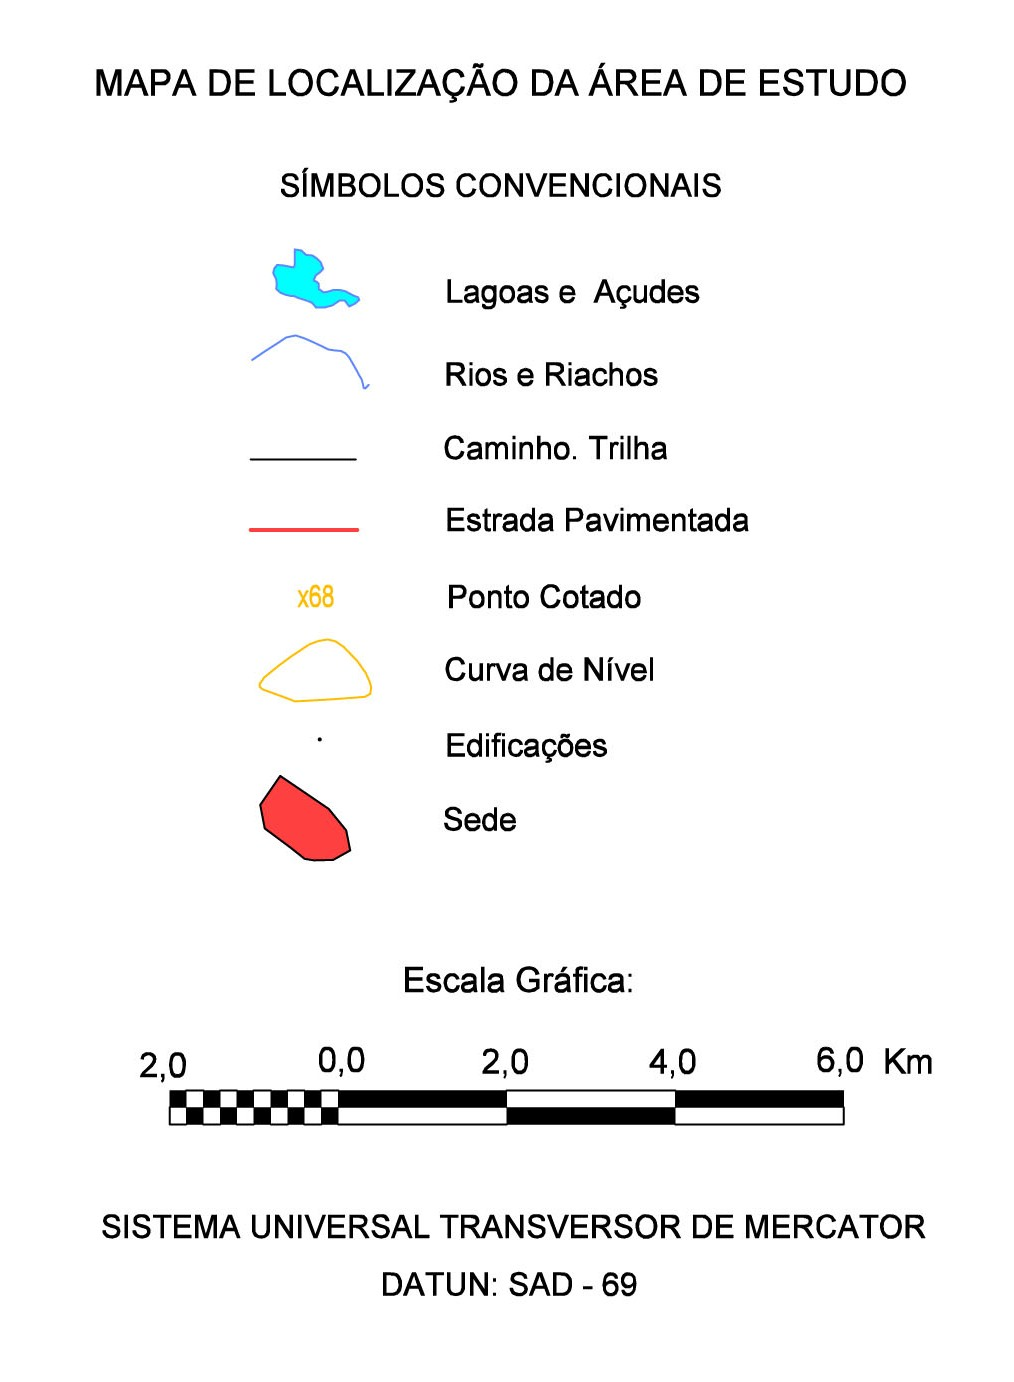 MAPA DE LOCALIZAÇÃO DA ÁREA DE ESTUDO
SÍMBOLOS CONVENCIONAIS
Lagoas e  Açudes
Rios e Riachos
Caminho. Trilha
Estrada Pavimentada
x68 Ponto Cotado
Curva de Nível
Edificações
Sede
Escala Gráfica:
2,0 0,0 2,0 4,0 6,0 Km
SISTEMA UNIVERSAL TRANSVERSOR DE MERCATOR
DATUN: SAD - 69